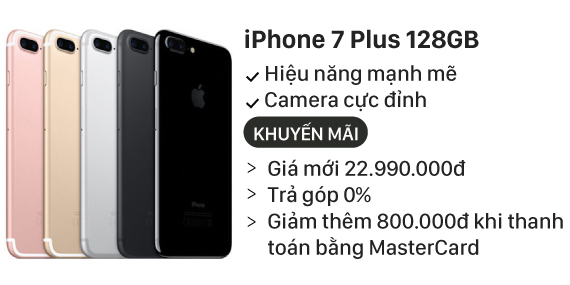 iPhone 7 Plus 128GB
Hiệu năng mạnh mẽ
Camera cực đỉnh
KHUYẾN MÃI
> Giá mới 22.990.000đ
> Trả góp 0%
> Giảm thêm 800.000đ khi thanh
toán bằng MasterCard
iPhone